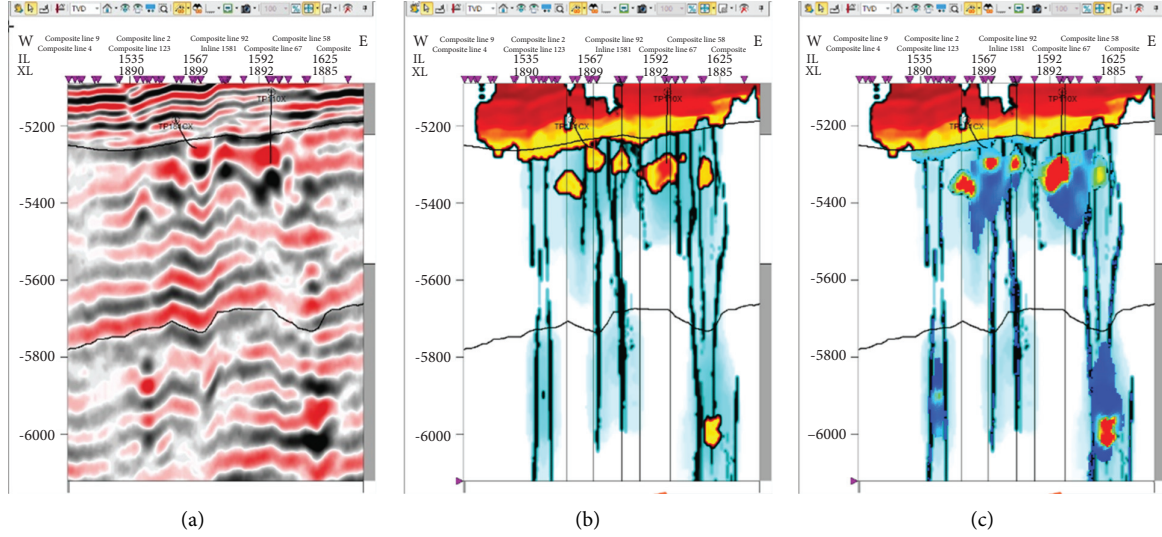 TVD
W Composite line 9 Composite line 2 Composite line 92 Composite line 58 E
Composite line 4 Composite line 123 Inline 1581 Composite line 67 Composite
IL 1535 1567 1592 1625
XL 1890 1899 1892 1885
TP110X
-5200
-5400
-5600
-5800
-6000
(a)
TVD
W Composite line 9 Composite line 2 Composite line 92 Composite line 58 E
Composite line 4 Composite line 123 Inline 1581 Composite line 67 Composite
IL 1535 1567 1592 1625
XL 1890 1899 1892 1885
TP110X
-5200
-5400
-5600
-5800
-6000
(b)
TVD
W Composite line 9 Composite line 2 Composite line 92 Composite line 58 E
Composite line 4 Composite line 123 Inline 1581 Composite line 67 Composite
IL 1535 1567 1592 1625
XL 1890 1899 1892 1885
TP110X
-5200
-5400
-5600
-5800
-6000
(c)